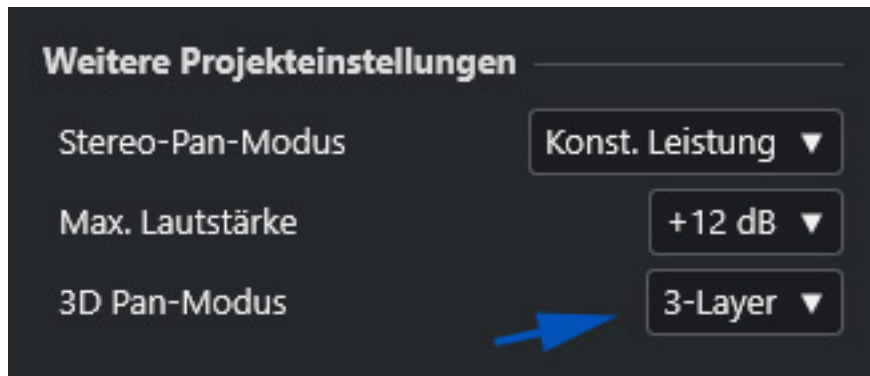 Weitere Projekteinstellungen
Stereo-Pan-Modus Konst. Leistung
Max. Lautstärke +12 dB
3D Pan-Modus 3-Layer